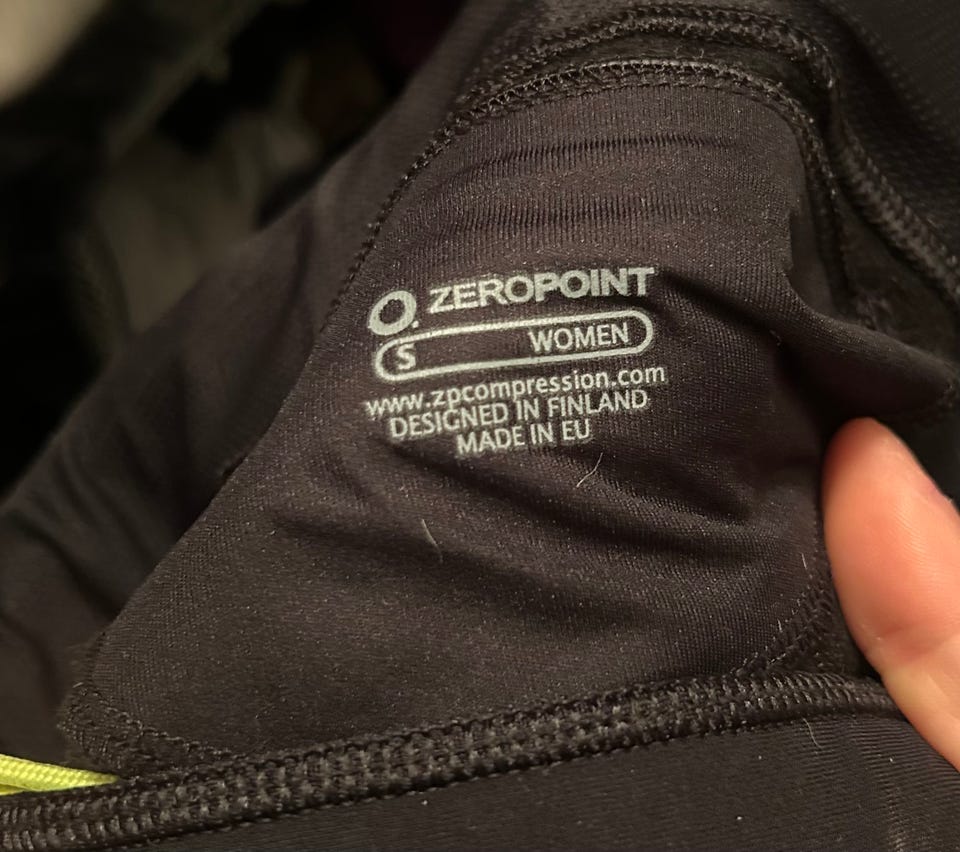 ZEROPOINT
S WOMEN
www.zpcompression.com
DESIGNED IN FINLAND
MADE IN EU